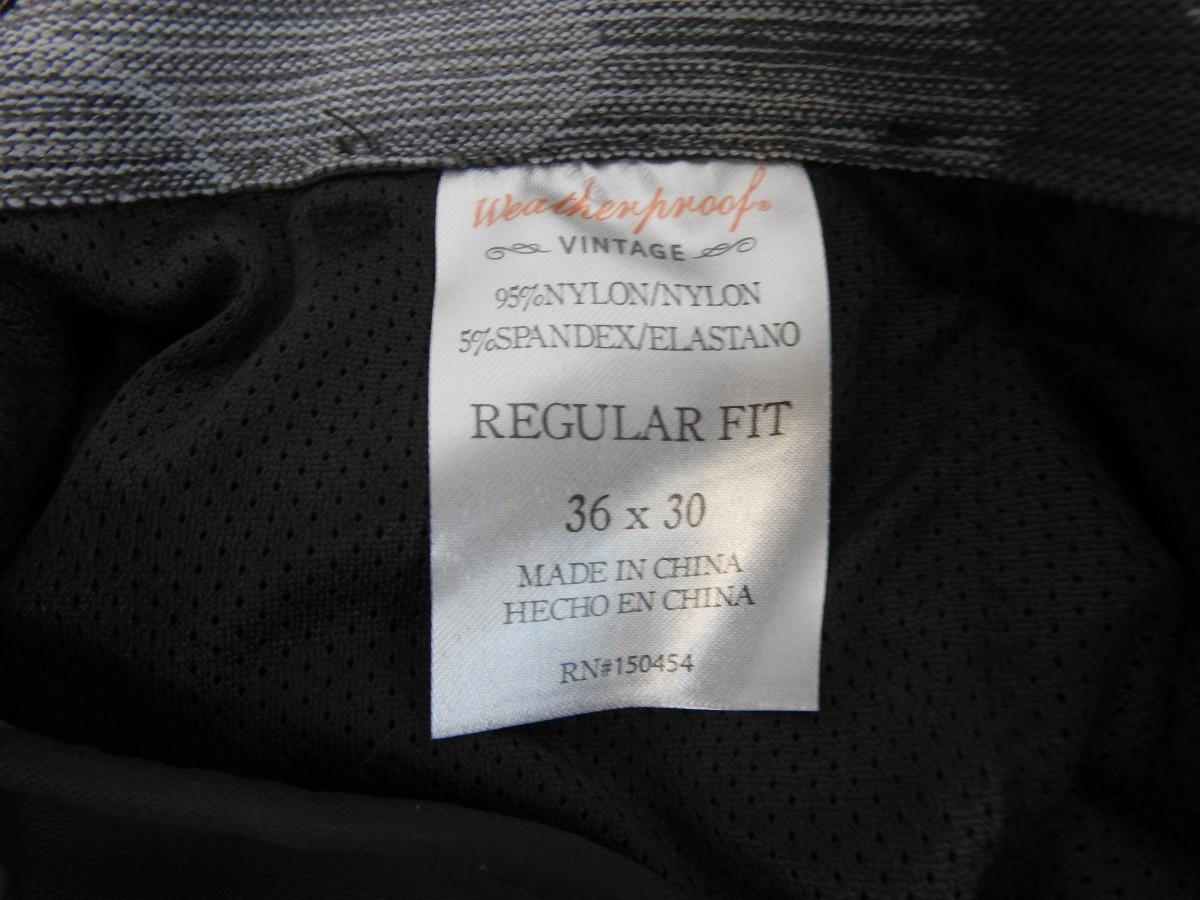 Weatherproof®
VINTAGE
95%NYLON/NYLON
5%SPANDEX/ELASTANO
REGULAR FIT
36 x 30
MADE IN CHINA
HECHO EN CHINA
RN#150454